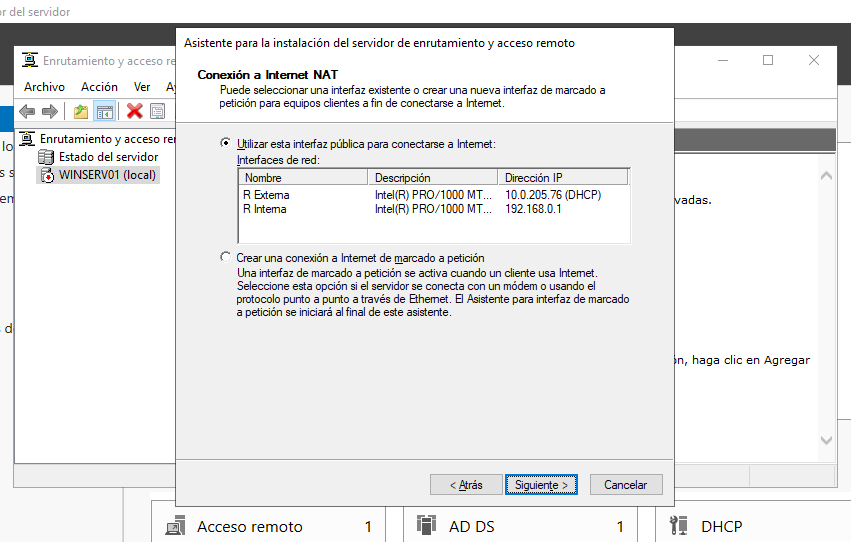 or del servidor
Enrutamiento y acceso re
Archivo Acción Ver
Enrutamiento y acceso re
Estado del servidor
WINSERV01 (local)
Asistente para la instalación del servidor de enrutamiento y acceso remoto
Conexión a Internet NAT
Puede seleccionar una interfaz existente o crear una nueva interfaz de marcado a
petición para equipos clientes a fin de conectarse a Internet.
Utilizar esta interfaz pública para conectarse a Internet:
Interfaces de red:
Nombre Descripción Dirección IP
R Externa Intel(R) PRO/1000 MT... 10.0.205.76 (DHCP)
R Interna Intel(R) PRO/1000 MT... 192.168.0.1
Crear una conexión a Internet de marcado a petición
Una interfaz de marcado a petición se activa cuando un cliente usa Internet.
Seleccione esta opción si el servidor se conecta con un módem o usando el
protocolo punto a punto a través de Ethernet. El Asistente para interfaz de marcado
a petición se iniciará al final de este asistente.
< Atrás Siguiente > Cancelar
vadas.
ón, haga clic en Agregar
Acceso remoto 1
AD DS 1
DHCP